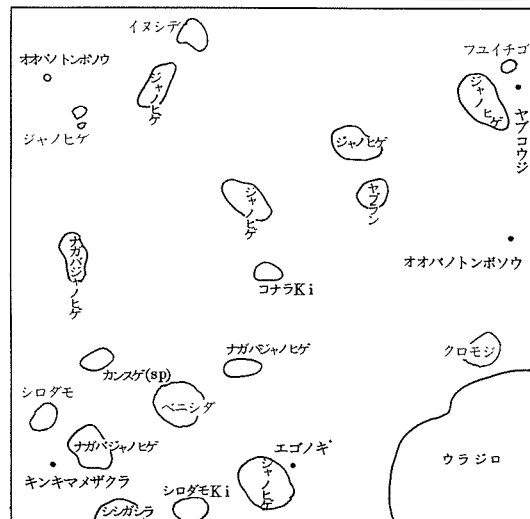 イヌシデ
オオバノトンボソウ
フユイチゴ
ジャノヒゲ
ジャノヒゲ
ヤブコウジ
ジャノヒゲ
ジャノヒゲ
ジャノヒゲ
ヤブラン
ナガバジャノヒゲ
オオバノトンボソウ
コナラKi
ナガバジャノヒゲ
クロモジ
カンスゲ(sp)
シロダモ
ベニシダ
ナガバジャノヒゲ
エゴノキ
ウラジロ
キンキマメザクラ
ジャノヒゲ
シロダモKi
シシガシラ